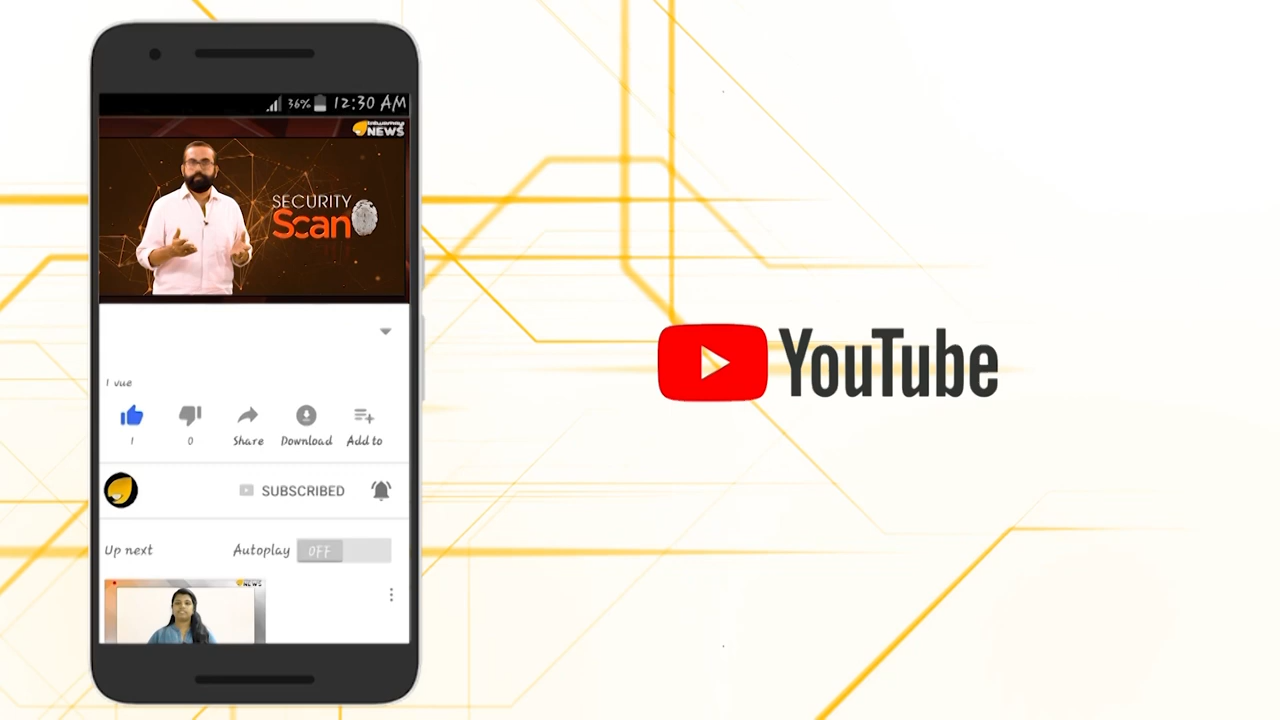 36% 12:30 AM
NEWS
SECURITY
Scan
1 vue
1
0
Share
Download
Add to
SUBSCRIBED
Up next
Autoplay
OFF
NEWS
YouTube